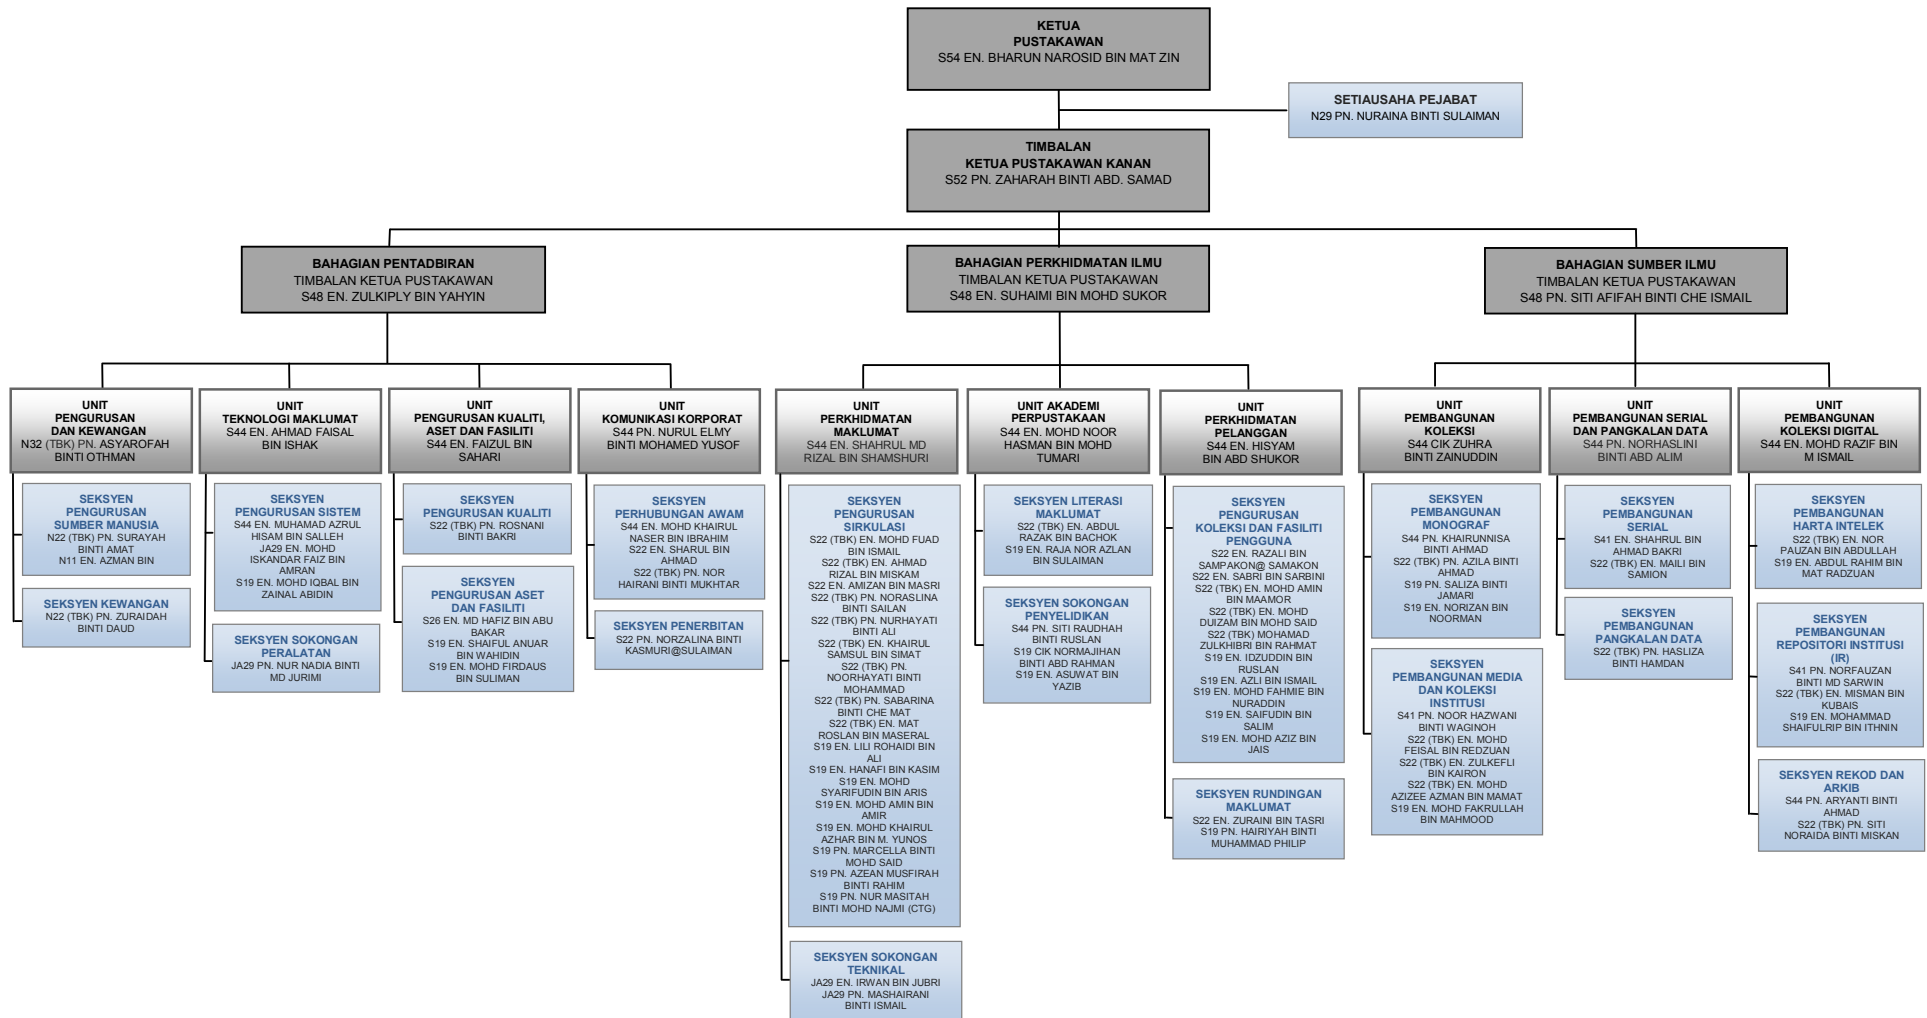 KETUA
PUSTAKAWAN
S54 EN. BHARUN NAROSID BIN MAT ZIN
SETIAUSAHA PEJABAT
N29 PN. NURAINA BINTI SULAIMAN
TIMBALAN
KETUA PUSTAKAWAN KANAN
S52 PN. ZAHARAH BINTI ABD. SAMAD
BAHAGIAN PENTADBIRAN
TIMBALAN KETUA PUSTAKAWAN
S48 EN. ZULKIPLY BIN YAHYIN
BAHAGIAN PERKHIDMATAN ILMU
TIMBALAN KETUA PUSTAKAWAN
S48 EN. SUHAIMI BIN MOHD SUKOR
BAHAGIAN SUMBER ILMU
TIMBALAN KETUA PUSTAKAWAN
S48 PN. SITI AFIFAH BINTI CHE ISMAIL
UNIT
PENGURUSAN
DAN KEWANGAN
N32 (TBK) PN. ASYAROFAH
BINTI OTHMAN
SEKSYEN
PENGURUSAN
SUMBER MANUSIA
N22 (TBK) PN. SURAYAH
BINTI AMAT
N11 EN. AZMAN BIN
SEKSYEN KEWANGAN
N22 (TBK) PN. ZURAIDAH
BINTI DAUD
UNIT
TEKNOLOGI MAKLUMAT
S44 EN. AHMAD FAISAL
BIN ISHAK
SEKSYEN
PENGURUSAN SISTEM
S44 EN. MUHAMAD AZRUL
HISAM BIN SALLEH
JA29 EN. MOHD
ISKANDAR FAIZ BIN
AMRAN
S19 EN. MOHD IQBAL BIN
ZAINAL ABIDIN
SEKSYEN SOKONGAN
PERALATAN
JA29 PN. NUR NADIA BINTI
MD JURIMI
UNIT
PENGURUSAN KUALITI,
ASET DAN FASILITI
S44 EN. FAIZUL BIN
SAHARI
SEKSYEN
PENGURUSAN KUALITI
S22 (TBK) PN. ROSNANI
BINTI BAKRI
SEKSYEN
PENGURUSAN ASET
DAN FASILITI
S26 EN. MD HAFIZ BIN ABU
BAKAR
S19 EN. SHAIFUL ANUAR
BIN WAHIDIN
S19 EN. MOHD FIRDAUS
BIN SULIMAN
UNIT
KOMUNIKASI KORPORAT
S44 PN. NURUL ELMY
BINTI MOHAMED YUSOF
SEKSYEN
PERHUBUNGAN AWAM
S44 EN. MOHD KHAIRUL
NASER BIN IBRAHIM
S22 EN. SHARUL BIN
AHMAD
S22 (TBK) PN. NOR
HAIRANI BINTI MUKHTAR
SEKSYEN PENERBITAN
S22 PN. NORZALINA BINTI
KASMURI@SULAIMAN
UNIT
PERKHIDMATAN
MAKLUMAT
S44 EN. SHAHRUL MD
RIZAL BIN SHAMSHURI
SEKSYEN
PENGURUSAN
SIRKULASI
S22 (TBK) EN. MOHD FUAD
BIN ISMAIL
S22 (TBK) EN. AHMAD
RIZAL BIN MISKAM
S22 EN. AMIZAN BIN MASRI
S22 (TBK) PN. NORASLINA
BINTI SAILAN
S22 (TBK) PN. NURHAYATI
BINTI ALI
S22 (TBK) EN. KHAIRUL
SAMSUL BIN SIMAT
S22 (TBK) PN.
NOORHAYATI BINTI
MOHAMMAD
S22 (TBK) PN. SABARINA
BINTI CHE MAT
S22 (TBK) EN. MAT
ROSLAN BIN MASERAL
S19 EN. LILI ROHAIDI BIN
ALI
S19 EN. HANAFI BIN KASIM
S19 EN. MOHD
SYARIFUDIN BIN ARIS
S19 EN. MOHD AMIN BIN
AMIR
S19 EN. MOHD KHAIRUL
AZHAR BIN M. YUNOS
S19 PN. MARCELLA BINTI
MOHD SAID
S19 PN. AZEAN MUSFIRAH
BINTI RAHIM
S19 PN. NUR MASITAH
BINTI MOHD NAJMI (CTG)
SEKSYEN SOKONGAN
TEKNIKAL
JA29 EN. IRWAN BIN JUBRI
JA29 PN. MASHAIRANI
BINTI ISMAIL
UNIT AKADEMI
PERPUSTAKAAN
S44 EN. MOHD NOOR
HASMAN BIN MOHD
TUMARI
SEKSYEN LITERASI
MAKLUMAT
S22 (TBK) EN. ABDUL
RAZAK BIN BACHOK
S19 EN. RAJA NOR AZLAN
BIN SULAIMAN
SEKSYEN SOKONGAN
PENYELIDIKAN
S44 PN. SITI RAUDHAH
BINTI RUSLAN
S19 CIK NORMAJIHAN
BINTI ABD RAHMAN
S19 EN. ASUWAT BIN
YAZIB
UNIT
PERKHIDMATAN
PELANGGAN
S44 EN. HISYAM
BIN ABD SHUKOR
SEKSYEN
PENGURUSAN
KOLEKSI DAN FASILITI
PENGGUNA
S22 EN. RAZALI BIN
SAMPAKON@ SAMAKON
S22 EN. SABRI BIN SARBINI
S22 (TBK) EN. MOHD AMIN
BIN MAAMOR
S22 (TBK) EN. MOHD
DUIZAM BIN MOHD SAID
S22 (TBK) MOHAMAD
ZULKHIBRI BIN RAHMAT
S19 EN. IDZUDDIN BIN
RUSLAN
S19 EN. AZLI BIN ISMAIL
S19 EN. MOHD FAHMIE BIN
NURADDIN
S19 EN. SAIFUDIN BIN
SALIM
S19 EN. MOHD AZIZ BIN
JAIS
SEKSYEN RUNDINGAN
MAKLUMAT
S22 EN. ZURAINI BIN TASRI
S19 PN. HAIRIYAH BINTI
MUHAMMAD PHILIP
UNIT
PEMBANGUNAN
KOLEKSI
S44 CIK ZUHRA
BINTI ZAINUDDIN
SEKSYEN
PEMBANGUNAN
MONOGRAF
S44 PN. KHAIRUNNISA
BINTI AHMAD
S22 (TBK) PN. AZILA BINTI
AHMAD
S19 PN. SALIZA BINTI
JAMARI
S19 EN. NORIZAN BIN
NOORMAN
SEKSYEN
PEMBANGUNAN MEDIA
DAN KOLEKSI
INSTITUSI
S41 PN. NOOR HAZWANI
BINTI WAGINOH
S22 (TBK) EN. MOHD
FEISAL BIN REDZUAN
S22 (TBK) EN. ZULKEFLI
BIN KAIRON
S22 (TBK) EN. MOHD
AZIZEE AZMAN BIN MAMAT
S19 EN. MOHD FAKRULLAH
BIN MAHMOOD
UNIT
PEMBANGUNAN SERIAL
DAN PANGKALAN DATA
S44 PN. NORHASLINI
BINTI ABD ALIM
SEKSYEN
PEMBANGUNAN
SERIAL
S41 EN. SHAHRUL BIN
AHMAD BAKRI
S22 (TBK) EN. MAILI BIN
SAMION
SEKSYEN
PEMBANGUNAN
PANGKALAN DATA
S22 (TBK) PN. HASLIZA
BINTI HAMDAN
UNIT
PEMBANGUNAN
KOLEKSI DIGITAL
S44 EN. MOHD RAZIF BIN
M ISMAIL
SEKSYEN
PEMBANGUNAN
HARTA INTELEK
S22 (TBK) EN. NOR
PAUZAN BIN ABDULLAH
S19 EN. ABDUL RAHIM BIN
MAT RADZUAN
SEKSYEN
PEMBANGUNAN
REPOSITORI INSTITUSI
(IR)
S41 PN. NORFAUZAN
BINTI MD SARWIN
S22 (TBK) EN. MISMAN BIN
KUBAIS
S19 EN. MOHAMMAD
SHAIFULRIP BIN ITHNIN
SEKSYEN REKOD DAN
ARKIB
S44 PN. ARYANTI BINTI
AHMAD
S22 (TBK) PN. SITI
NORAIDA BINTI MISKAN